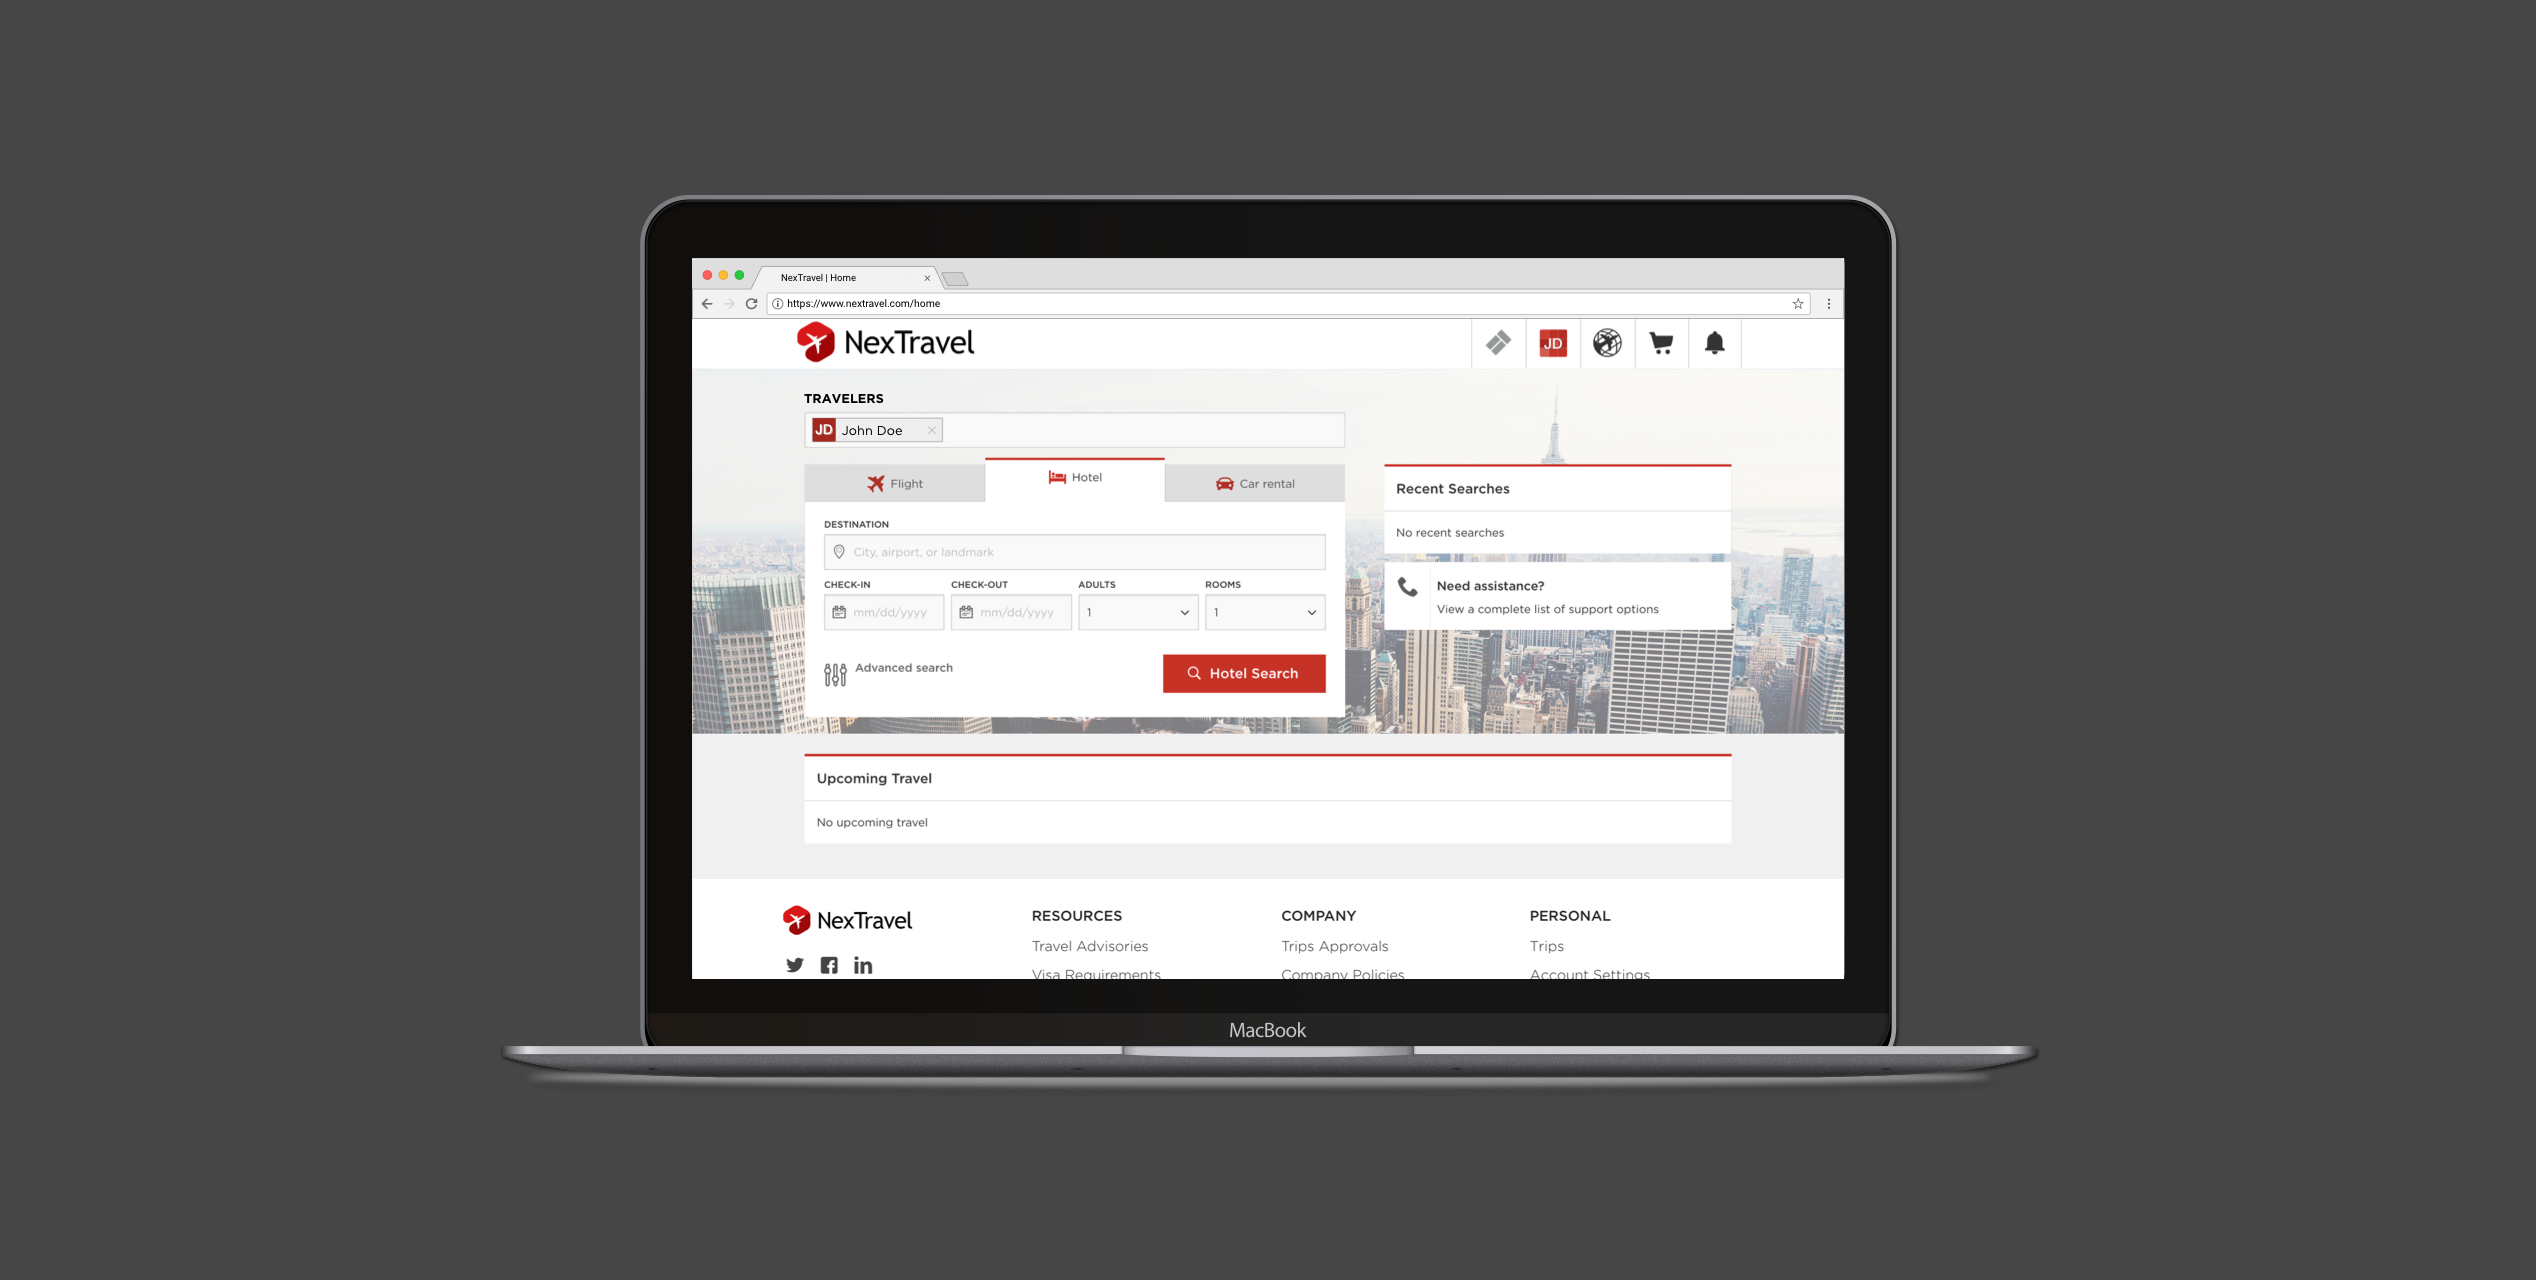 NexTravel | Home
https://www.nextravel.com/home
NexTravel
JD
TRAVELERS
JD John Doe
Flight
Hotel
Car rental
DESTINATION
City, airport, or landmark
CHECK-IN
CHECK-OUT
ADULTS
ROOMS
mm/dd/yyyy
mm/dd/yyyy
1
1
Advanced search
Hotel Search
Recent Searches
No recent searches
Need assistance?
View a complete list of support options
Upcoming Travel
No upcoming travel
NexTravel
RESOURCES
Travel Advisories
Visa Requirements
COMPANY
Trips Approvals
Company Policies
PERSONAL
Trips
Account Settings
MacBook